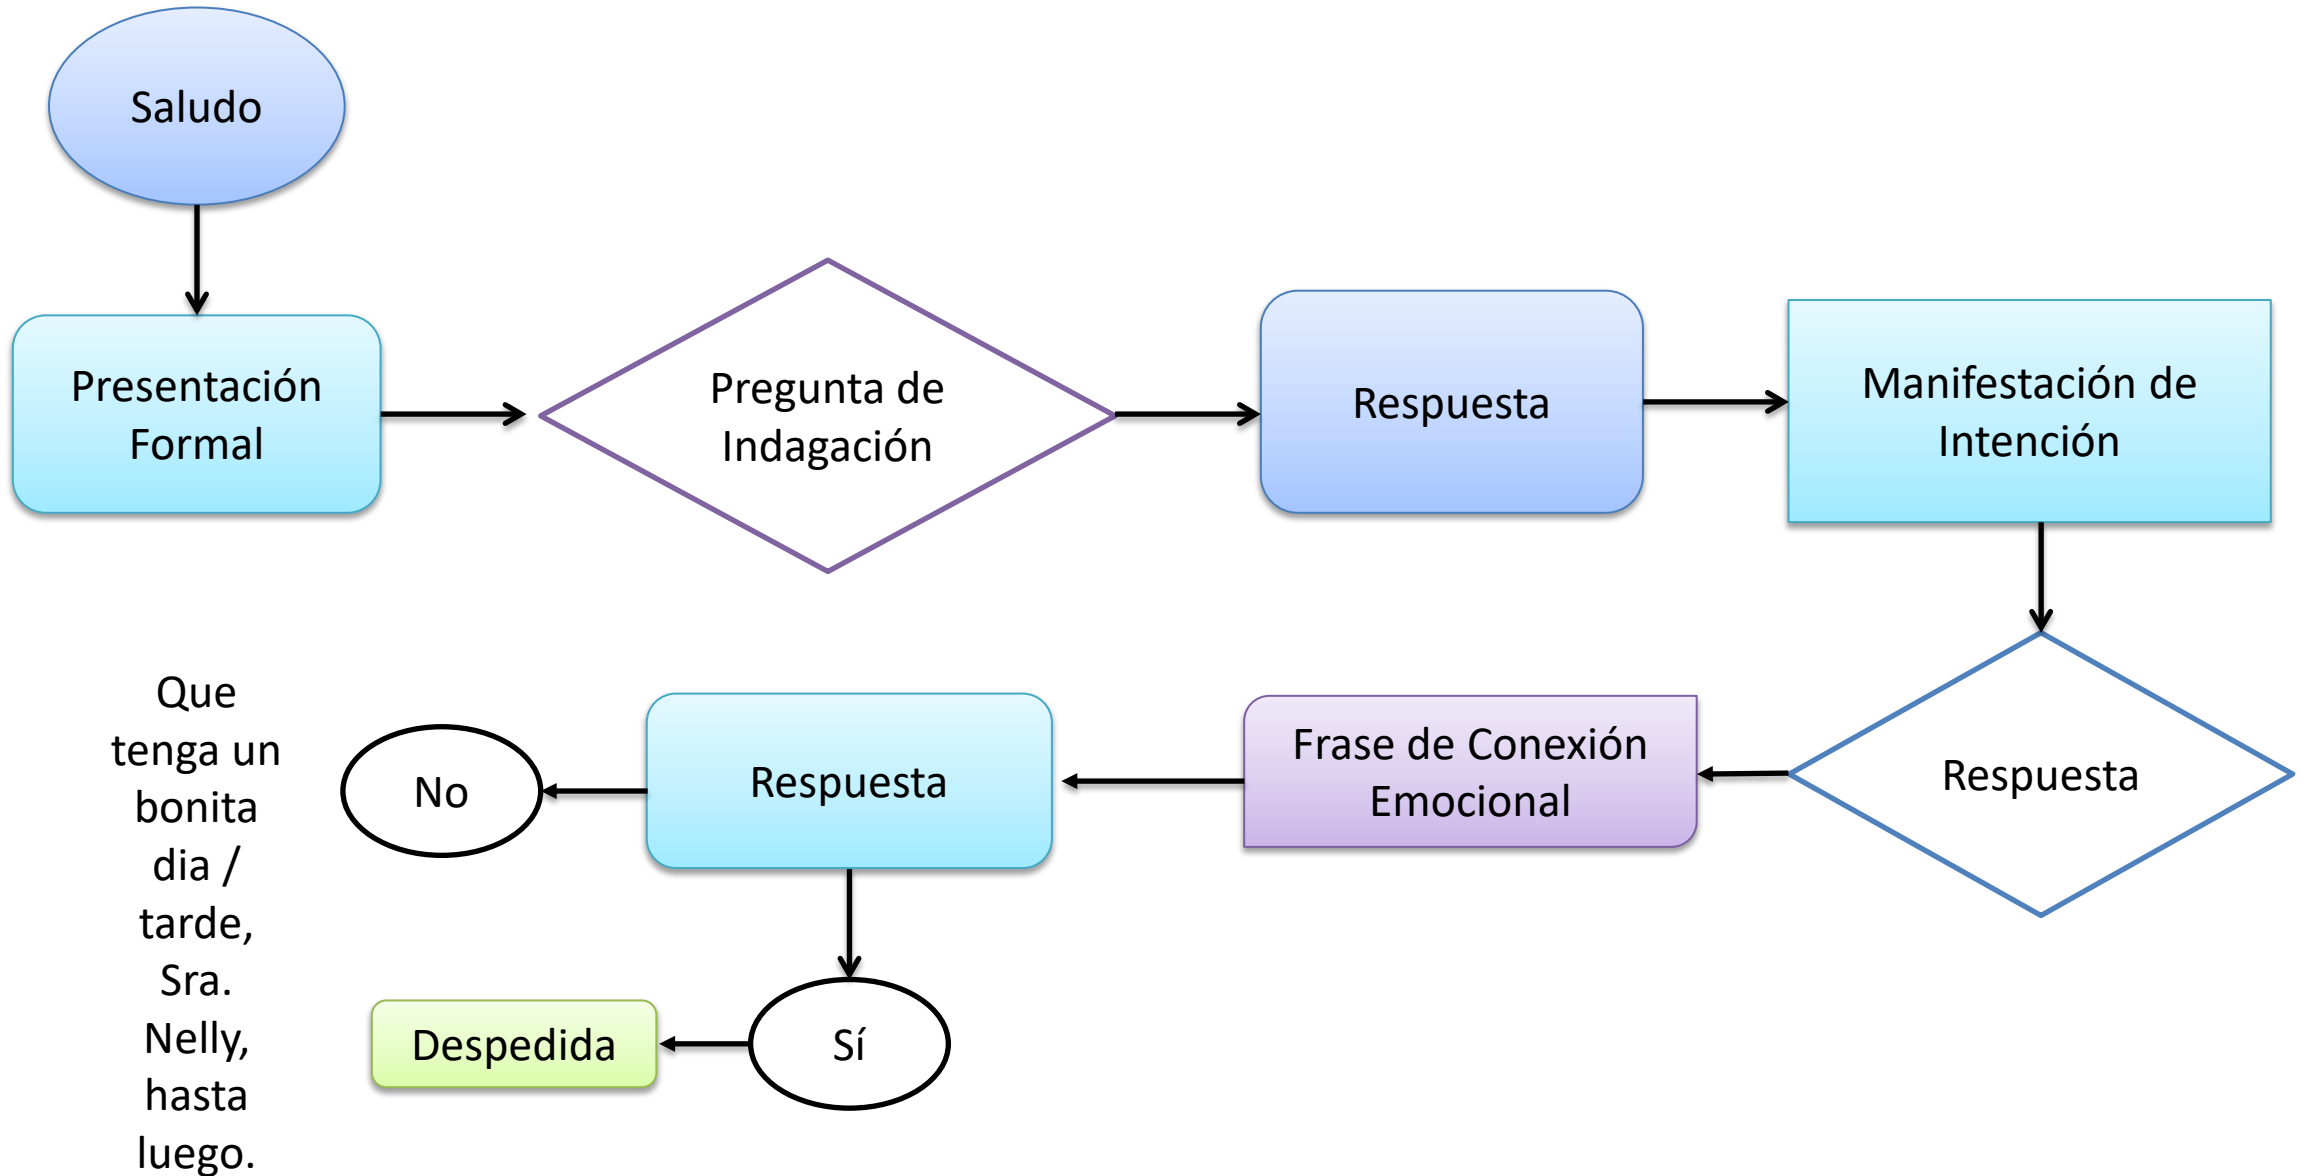 Saludo
Presentación
Formal
Pregunta de
Indagación
Respuesta
Manifestación de
Intención
Respuesta
Frase de Conexión
Emocional
Respuesta
No
Sí
Despedida
Que
tenga un
bonita
dia /
tarde,
Sra.
Nelly,
hasta
luego.